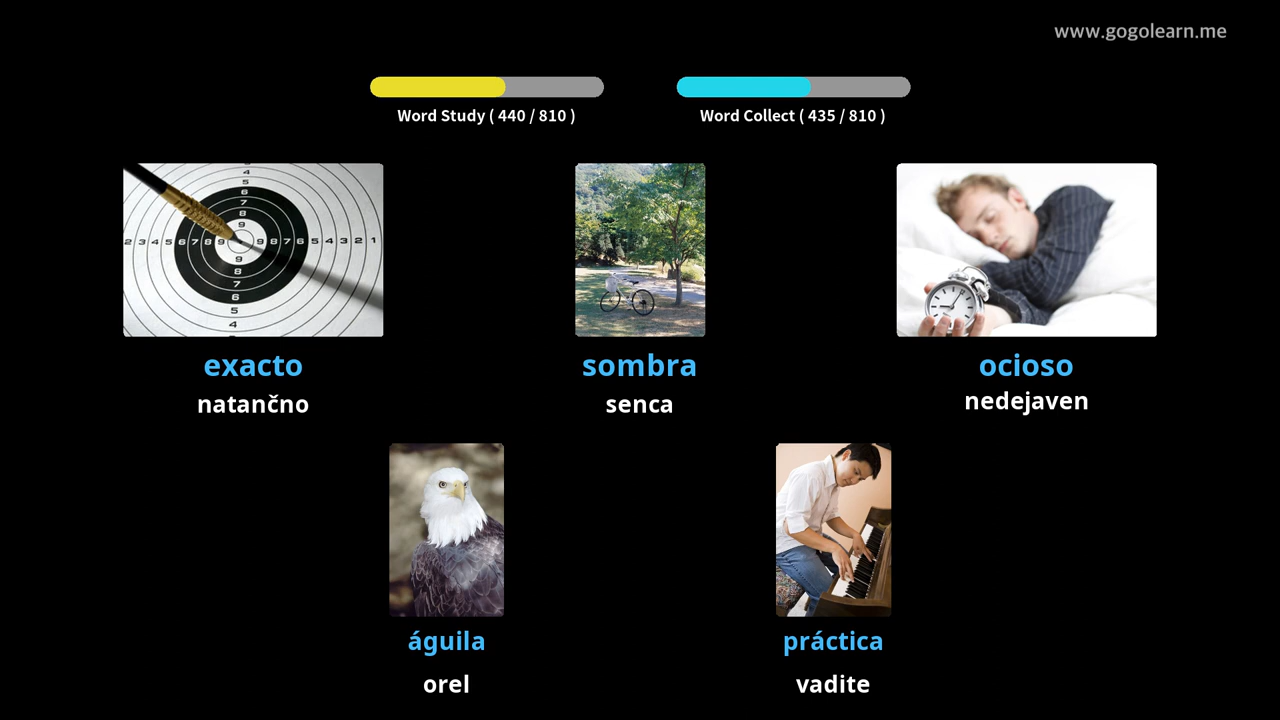 www.gogolearn.me
Word Study ( 440 / 810 )
Word Collect ( 435 / 810 )
exacto
natančno
sombra
senca
ocioso
nedejaven
águila
orel
práctica
vadite